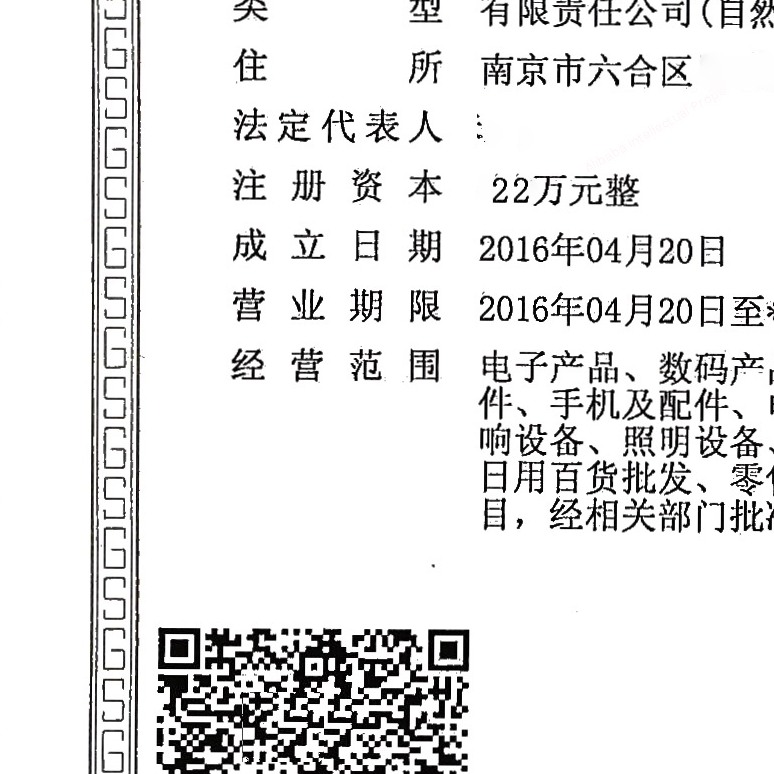 类型 有限责任公司(自然
住所 南京市六合区
法定代表人
注册资本 22万元整
成立日期 2016年04月20日
营业期限 2016年04月20日至*
经营范围 电子产品、数码产品
件、手机及配件、
响设备、照明设备、
日用百货批发、零售
目，经相关部门批准